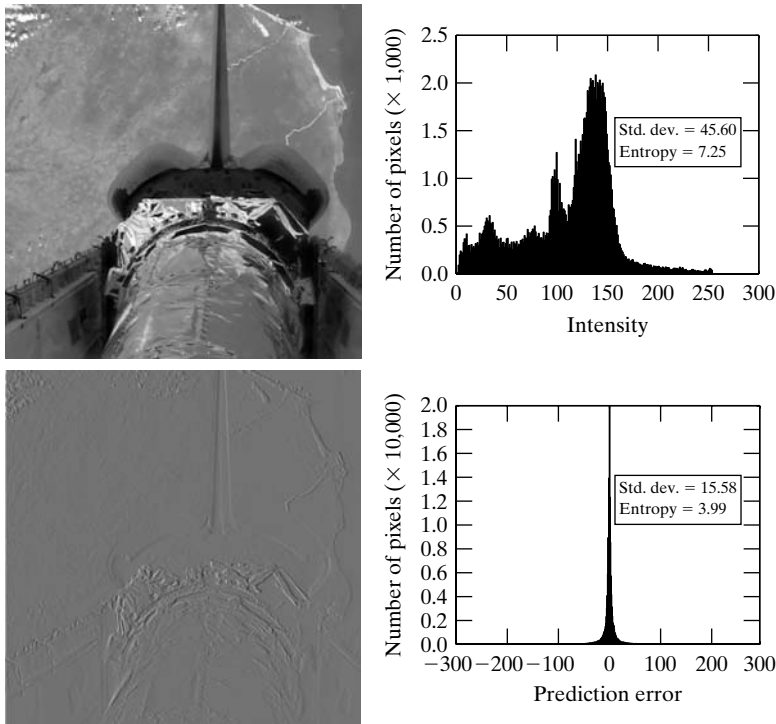 2.5
2.0
1.5
1.0
0.5
0.0
Number of pixels (× 1,000)
Std. dev. = 45.60
Entropy = 7.25
0 50 100 150 200 250 300
Intensity
2.0
1.8
1.6
1.4
1.2
1.0
0.8
0.6
0.4
0.2
0.0
Number of pixels (× 10,000)
Std. dev. = 15.58
Entropy = 3.99
−300 −200 −100 0 100 200 300
Prediction error